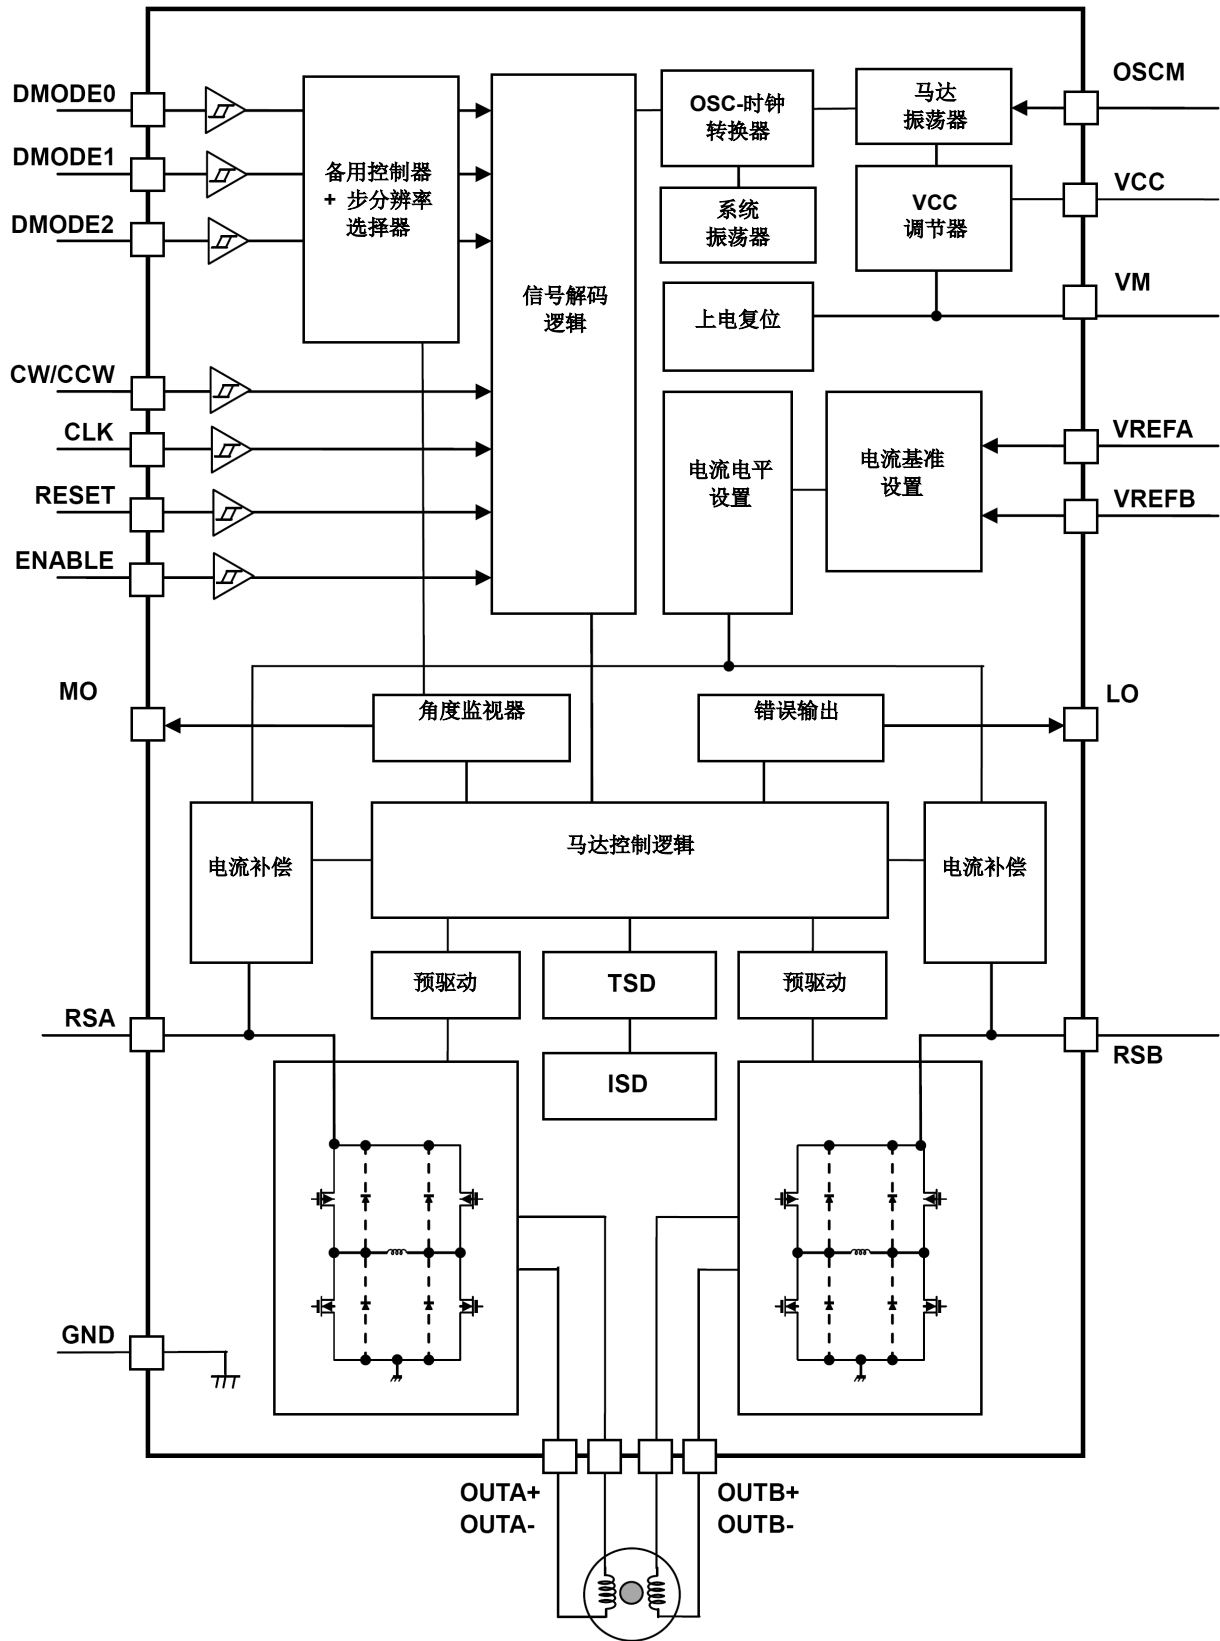 DMODE0
DMODE1
DMODE2
备用控制器
+ 步分辨率
选择器
信号解码
逻辑
OSC-时钟
转换器
马达
振荡器
OSCM
系统
振荡器
VCC
调节器
VCC
上电复位
VM
CW/CCW
CLK
RESET
ENABLE
电流电平
设置
电流基准
设置
VREFA
VREFB
MO
角度监视器
错误输出
LO
电流补偿
马达控制逻辑
电流补偿
预驱动
TSD
预驱动
RSA
ISD
RSB
GND
OUTA+
OUTA-
OUTB+
OUTB-